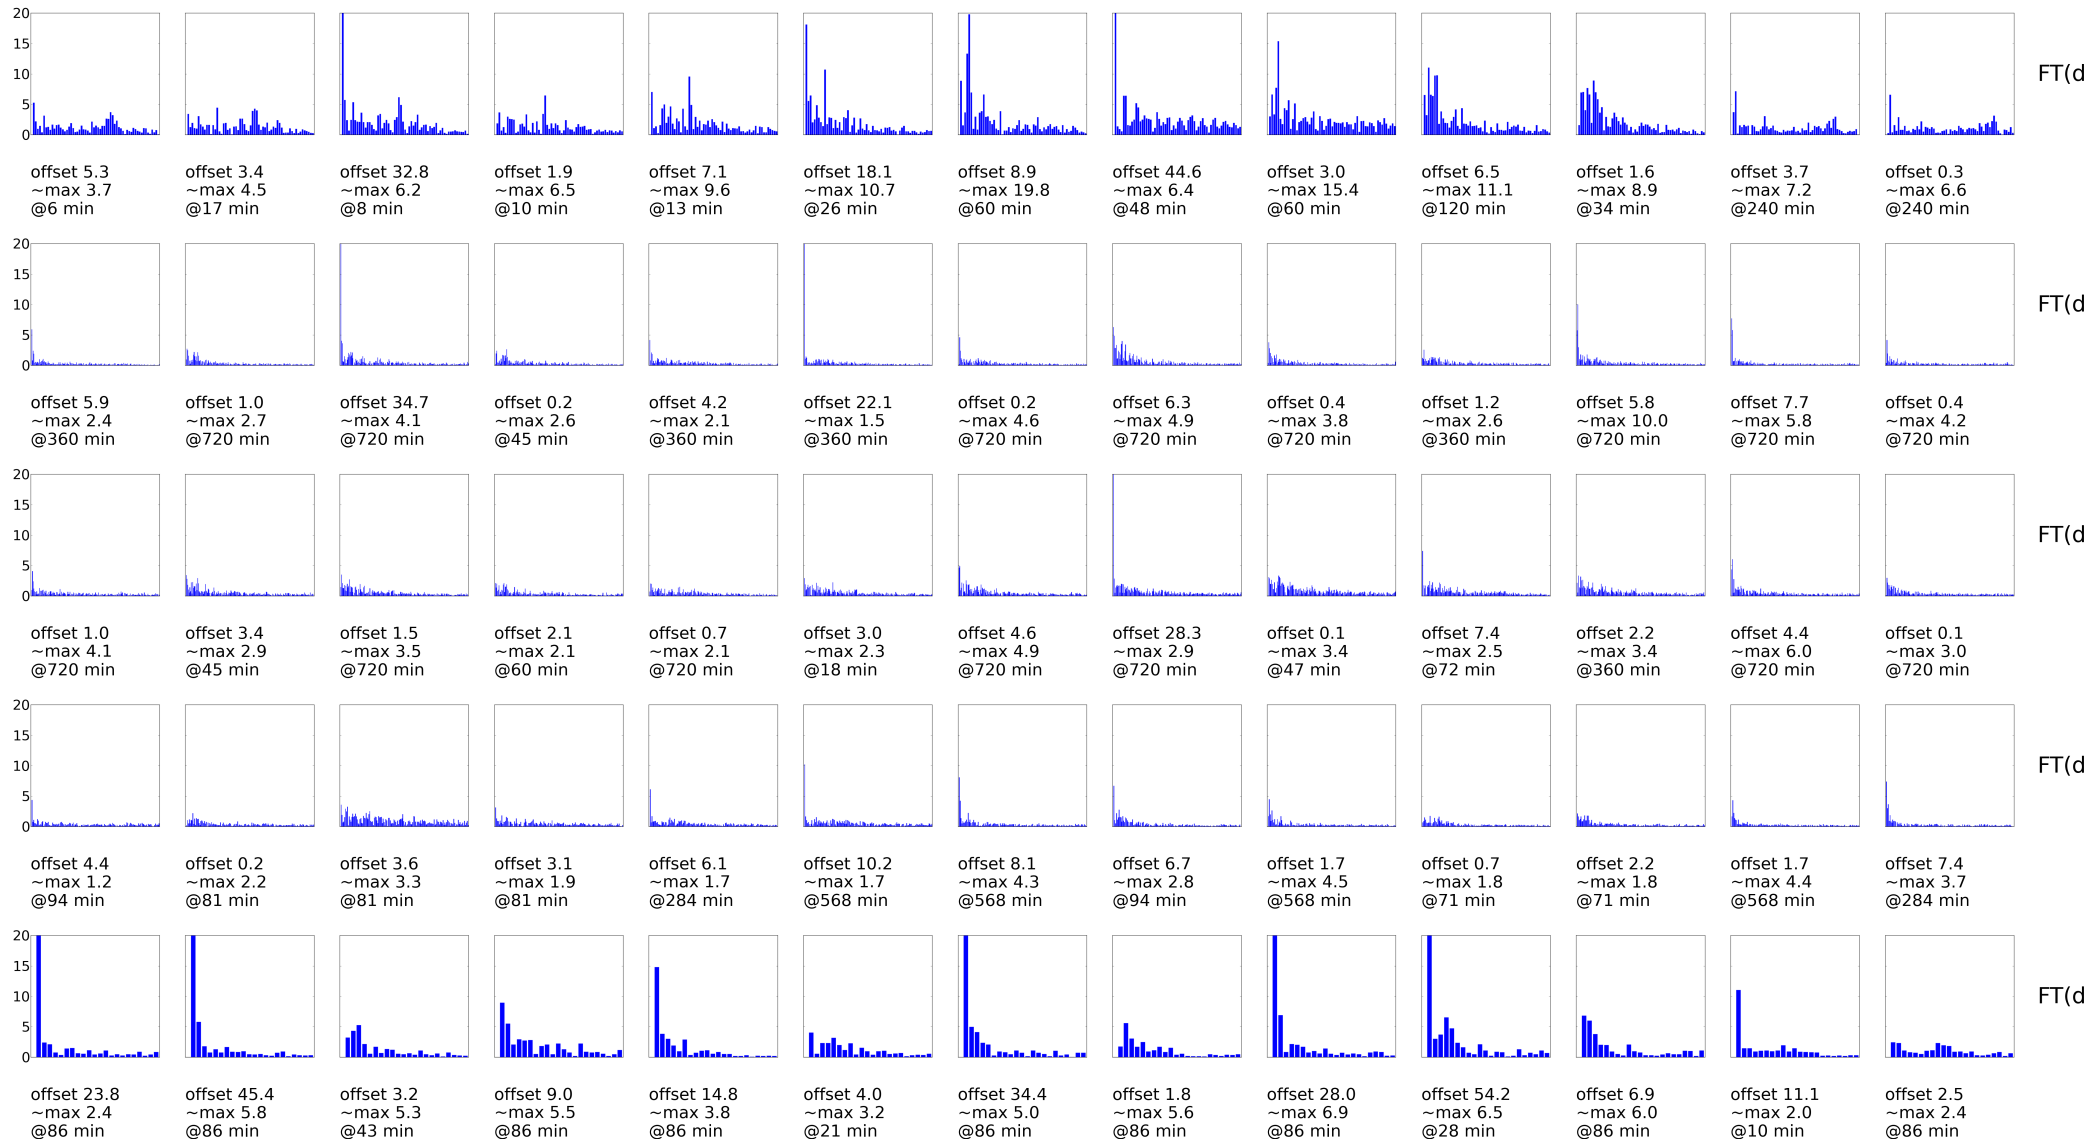 20
15
10
5
0
FT(d
offset 5.3 offset 3.4 offset 32.8 offset 1.9 offset 7.1 offset 18.1 offset 8.9 offset 44.6 offset 3.0 offset 6.5 offset 1.6 offset 3.7 offset 0.3
~max 3.7 ~max 4.5 ~max 6.2 ~max 6.5 ~max 9.6 ~max 10.7 ~max 19.8 ~max 6.4 ~max 15.4 ~max 11.1 ~max 8.9 ~max 7.2 ~max 6.6
@6 min @17 min @8 min @10 min @13 min @26 min @60 min @48 min @60 min @120 min @34 min @240 min @240 min
20
15
10
5
0
FT(d
offset 5.9 offset 1.0 offset 34.7 offset 0.2 offset 4.2 offset 22.1 offset 0.2 offset 6.3 offset 0.4 offset 1.2 offset 5.8 offset 7.7 offset 0.4
~max 2.4 ~max 2.7 ~max 4.1 ~max 2.6 ~max 2.1 ~max 1.5 ~max 4.6 ~max 4.9 ~max 3.8 ~max 2.6 ~max 10.0 ~max 5.8 ~max 4.2
@360 min @720 min @720 min @45 min @360 min @360 min @720 min @720 min @720 min @360 min @720 min @720 min @720 min
20
15
10
5
0
FT(d
offset 1.0 offset 3.4 offset 1.5 offset 2.1 offset 0.7 offset 3.0 offset 4.6 offset 28.3 offset 0.1 offset 7.4 offset 2.2 offset 4.4 offset 0.1
~max 4.1 ~max 2.9 ~max 3.5 ~max 2.1 ~max 2.1 ~max 2.3 ~max 4.9 ~max 2.9 ~max 3.4 ~max 2.5 ~max 3.4 ~max 6.0 ~max 3.0
@720 min @45 min @720 min @60 min @720 min @18 min @720 min @720 min @47 min @72 min @360 min @720 min @720 min
20
15
10
5
0
FT(d
offset 4.4 offset 0.2 offset 3.6 offset 3.1 offset 6.1 offset 10.2 offset 8.1 offset 6.7 offset 1.7 offset 0.7 offset 2.2 offset 1.7 offset 7.4
~max 1.2 ~max 2.2 ~max 3.3 ~max 1.9 ~max 1.7 ~max 1.7 ~max 4.3 ~max 2.8 ~max 4.5 ~max 1.8 ~max 1.8 ~max 4.4 ~max 3.7
@94 min @81 min @81 min @81 min @284 min @568 min @568 min @94 min @568 min @71 min @71 min @568 min @284 min
20
15
10
5
0
FT(d
offset 23.8 offset 45.4 offset 3.2 offset 9.0 offset 14.8 offset 4.0 offset 34.4 offset 1.8 offset 28.0 offset 54.2 offset 6.9 offset 11.1 offset 2.5
~max 2.4 ~max 5.8 ~max 5.3 ~max 5.5 ~max 3.8 ~max 3.2 ~max 5.0 ~max 5.6 ~max 6.9 ~max 6.5 ~max 6.0 ~max 2.0 ~max 2.4
@86 min @86 min @43 min @86 min @86 min @21 min @86 min @86 min @86 min @28 min @86 min @10 min @86 min